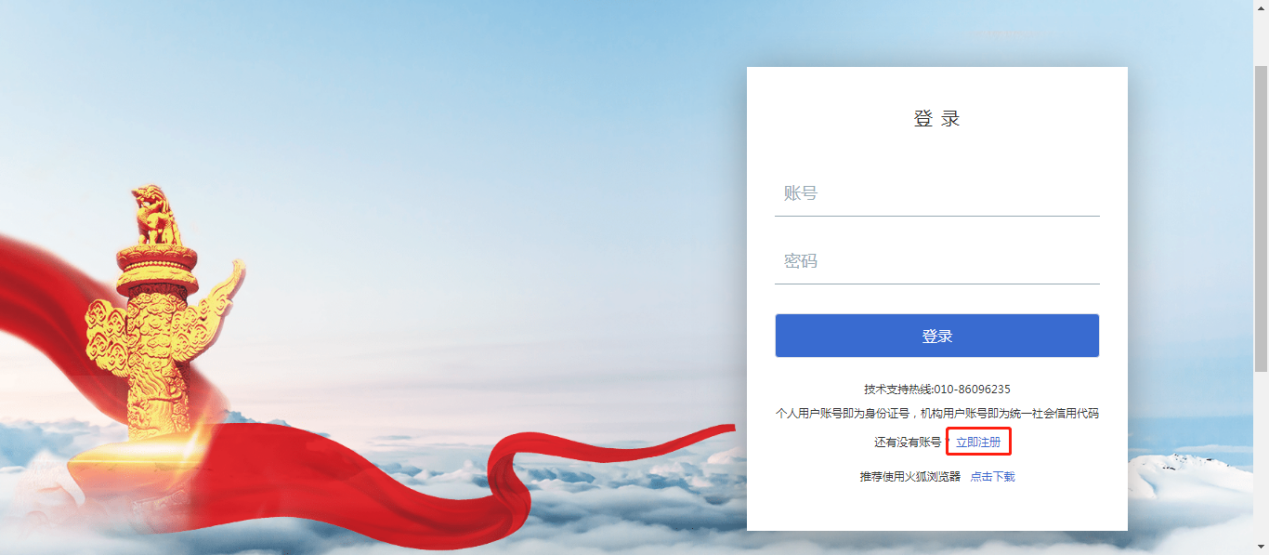 登 录
账号
密码
登录
技术支持热线:010-86096235
个人用户账号即为身份证号，机构用户账号即为统一社会信用代码
还有没有账号 立即注册
推荐使用火狐浏览器 点击下载